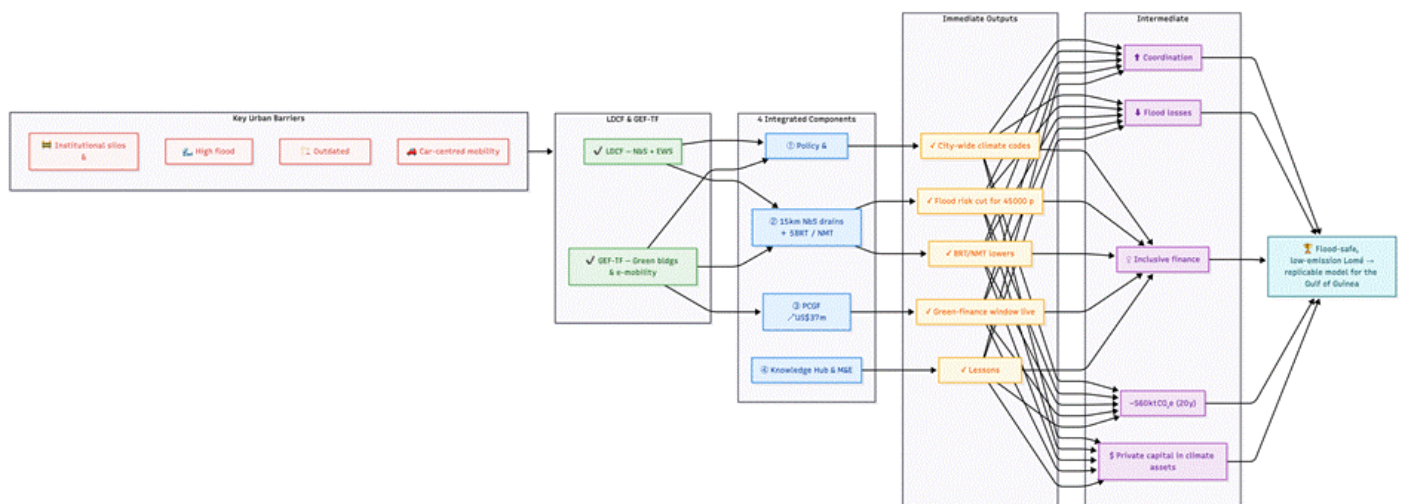 Key Urban Barriers
Institutional silos
&
High flood
Outdated
Car-centred mobility
LDCF & GEF-TF
✓ LDCF – NbS + EWS
✓ GEF-TF – Green bldgs
& e-mobility
4 Integrated Components
① Policy &
② 15km NbS drains
+ 5BRT / NMT
③ PCGF
↗US$37m
④ Knowledge Hub & M&E
Immediate Outputs
✓ City-wide climate codes
✓ Flood risk cut for 45000 p
✓ BRT/NMT lowers
✓ Green-finance window live
✓ Lessons
Intermediate
⬆ Coordination
⬇ Flood losses
Inclusive finance
–560ktCO₂e (20y)
$ Private capital in climate
assets
Flood-safe,
low-emission Lomé →
replicable model for the
Gulf of Guinea